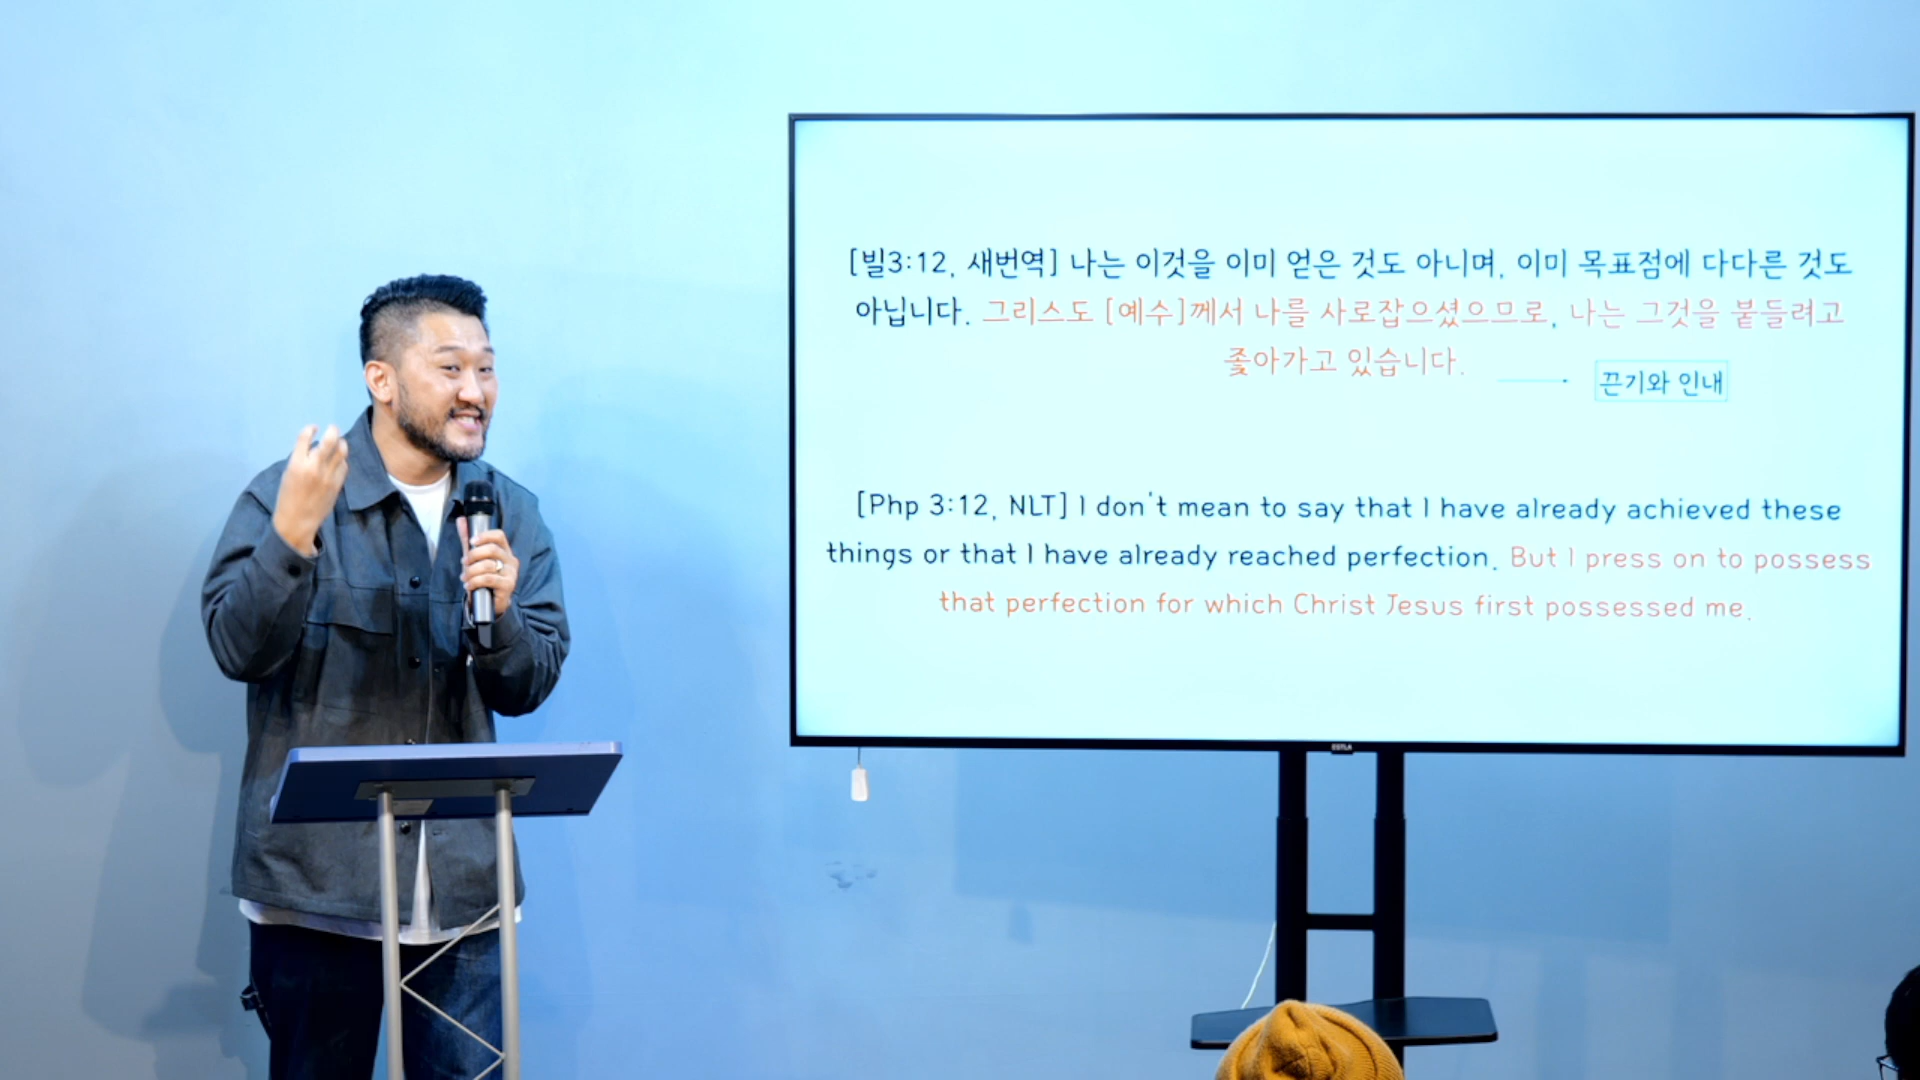 [빌3:12, 새번역] 나는 이것을 이미 얻은 것도 아니며, 이미 목표점에 다다른 것도
아닙니다. 그리스도 [예수]께서 나를 사로잡으셨으므로, 나는 그것을 붙들려고
좇아가고 있습니다.
끈기와 인내
[Php 3:12, NLT] I don't mean to say that I have already achieved these
things or that I have already reached perfection. But I press on to possess
that perfection for which Christ Jesus first possessed me.
ESTLA